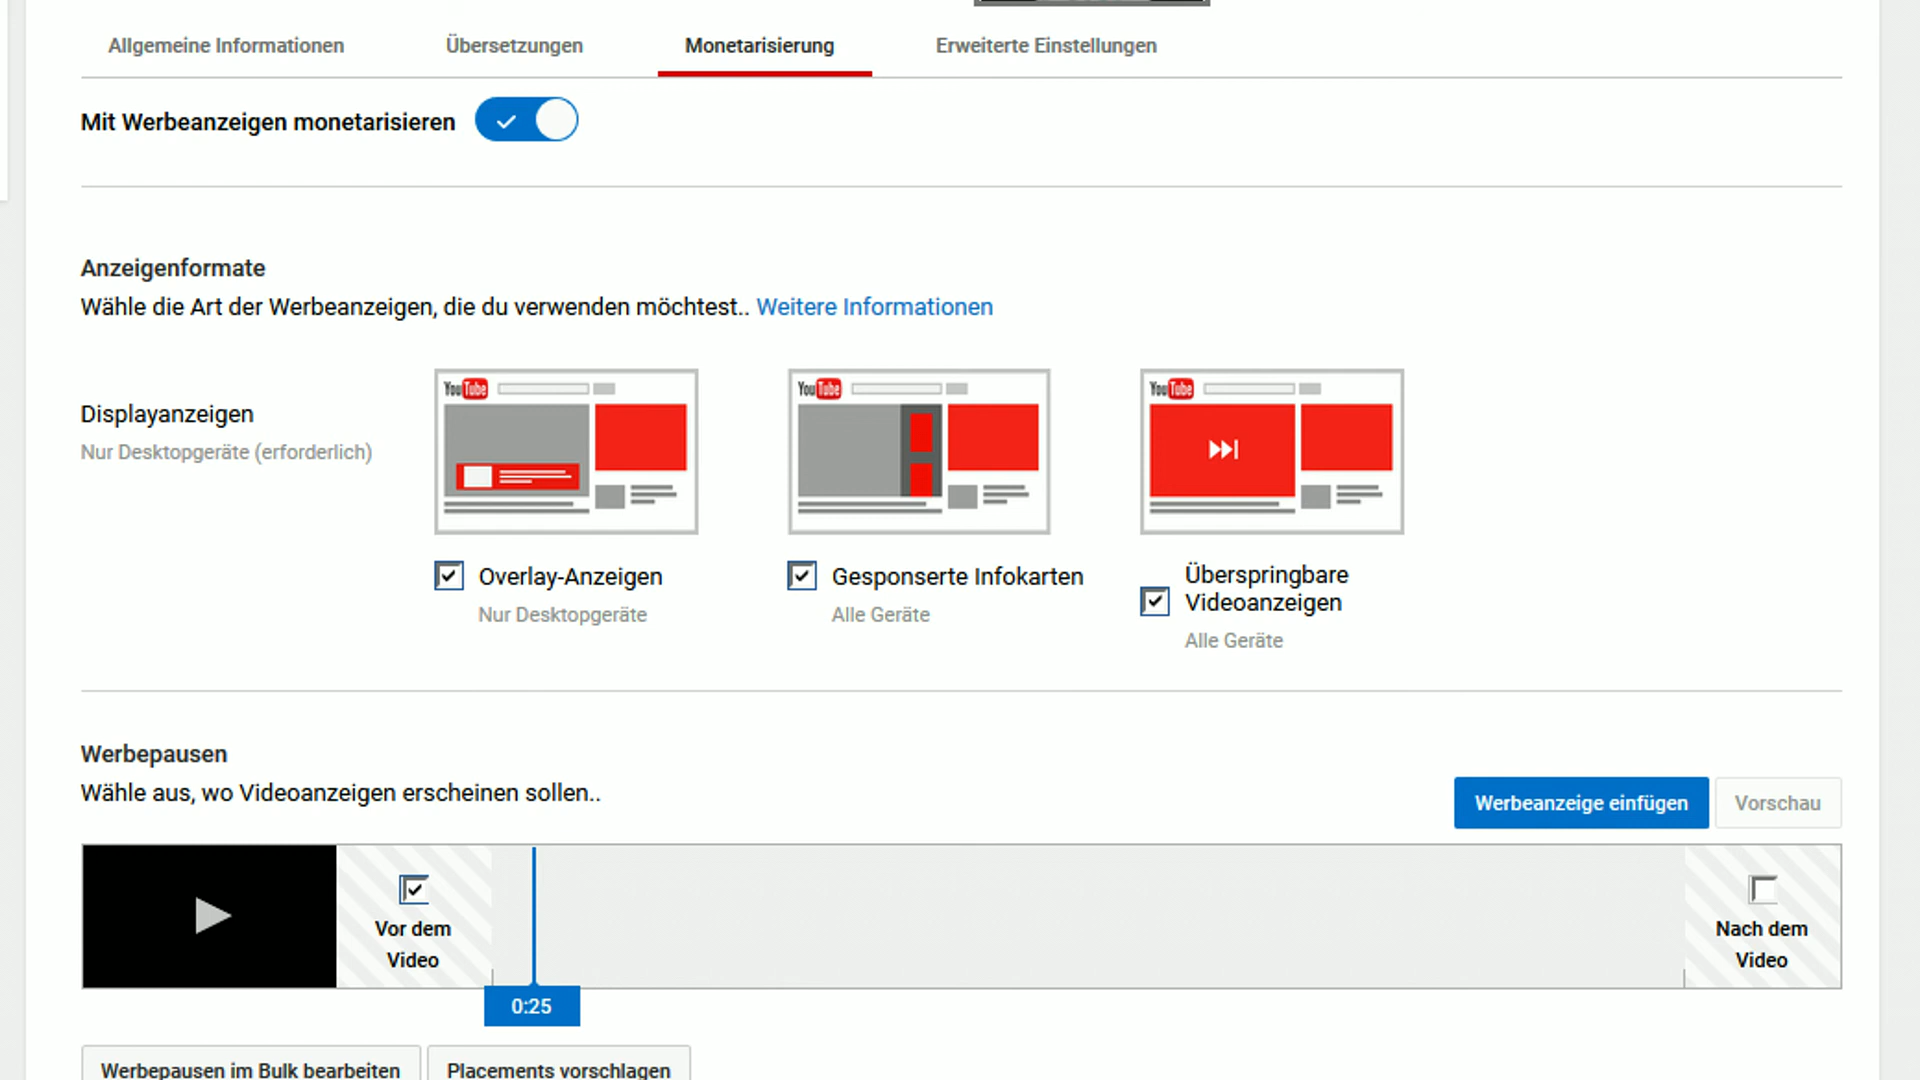 Allgemeine Informationen Übersetzungen Monetarisierung Erweiterte Einstellungen
Mit Werbeanzeigen monetarisieren
Anzeigenformate
Wähle die Art der Werbeanzeigen, die du verwenden möchtest.. Weitere Informationen
YouTube YouTube YouTube
Displayanzeigen
Nur Desktopgeräte (erforderlich)
Overlay-Anzeigen
Nur Desktopgeräte
Gesponserte Infokarten
Alle Geräte
Überspringbare
Videoanzeigen
Alle Geräte
Werbepausen
Wähle aus, wo Videoanzeigen erscheinen sollen..
Werbeanzeige einfügen Vorschau
Vor dem
Video
Nach dem
Video
0:25
Werbepausen im Bulk bearbeiten Placements vorschlagen